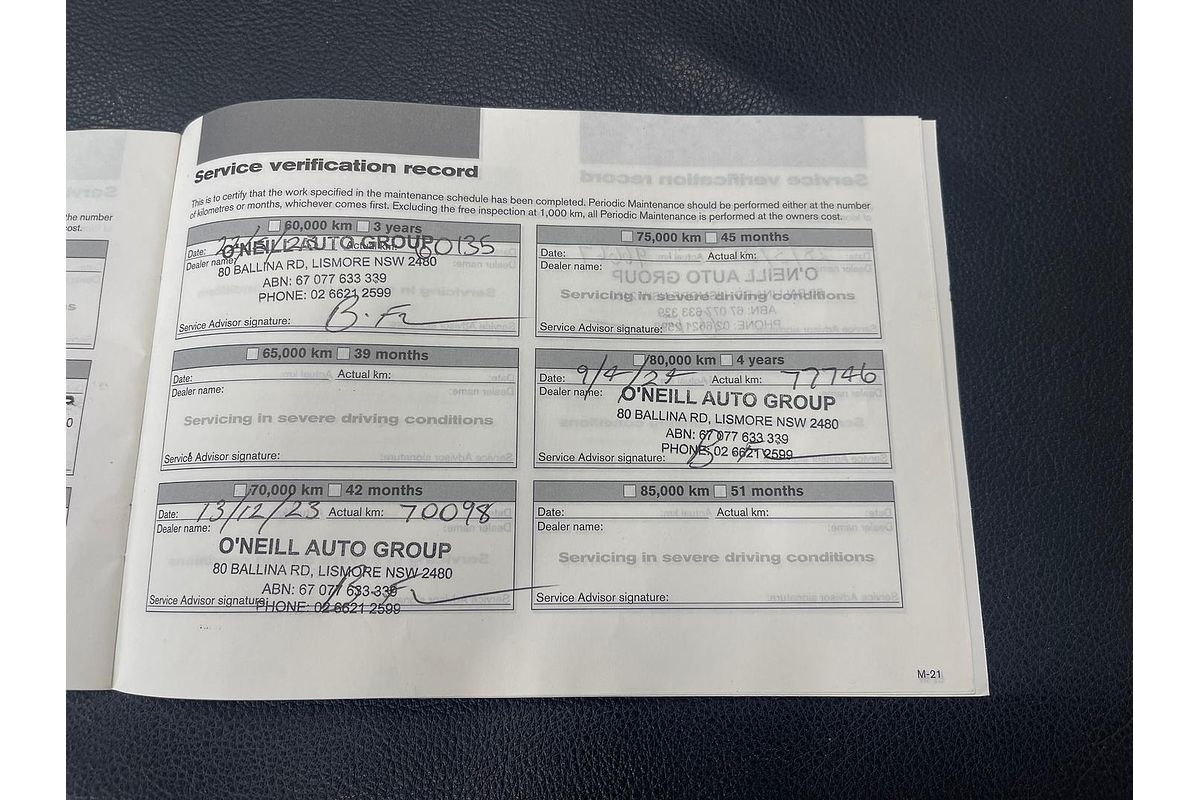 the number
ost.
Service verification record
This is to certify that the work specified in the maintenance schedule has been completed. Periodic Maintenance should be performed either at the number
of kilometres or months, whichever comes first. Excluding the free inspection at 1,000 km, all Periodic Maintenance is performed at the owners cost.
60,000 km 3 years
Date: Actual km: 60135
Dealer name:
O'NEILL AUTO GROUP
80 BALLINA RD, LISMORE NSW 2480
ABN: 67 077 633 339
PHONE: 02 6621 2599
Service Advisor signature:
65,000 km 39 months
Date: Actual km:
Dealer name:
Servicing in severe driving conditions
Service Advisor signature:
70,000 km 42 months
Date: 13/12/23 Actual km: 70098
Dealer name:
O'NEILL AUTO GROUP
80 BALLINA RD, LISMORE NSW 2480
ABN: 67 077 633 339
Service Advisor signature:
PHONE: 02 6621 2599
75,000 km 45 months
Date: Actual km:
Dealer name:
Servicing in severe driving conditions
Service Advisor signature:
80,000 km 4 years
Date: 9/4/24 Actual km: 77746
Dealer name:
O'NEILL AUTO GROUP
80 BALLINA RD, LISMORE NSW 2480
ABN: 67 077 633 339
PHONE: 02 6621 2599
Service Advisor signature:
85,000 km 51 months
Date: Actual km:
Dealer name:
Servicing in severe driving conditions
Service Advisor signature:
M-21